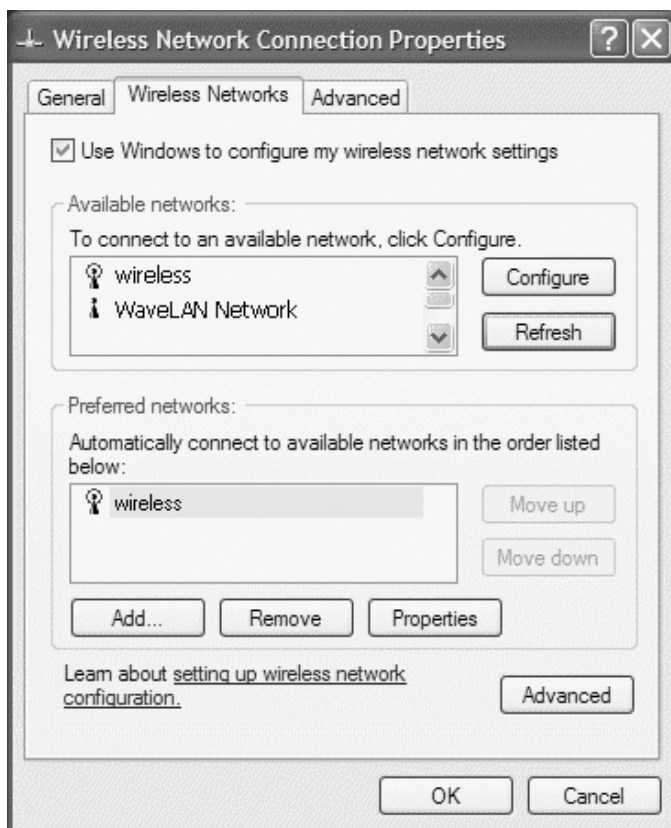 Wireless Network Connection Properties
General Wireless Networks Advanced
Use Windows to configure my wireless network settings
Available networks:
To connect to an available network, click Configure.
wireless
WaveLAN Network
Configure
Refresh
Preferred networks:
Automatically connect to available networks in the order listed
below:
wireless
Move up
Move down
Add... Remove Properties
Learn about setting up wireless network
configuration.
Advanced
OK Cancel